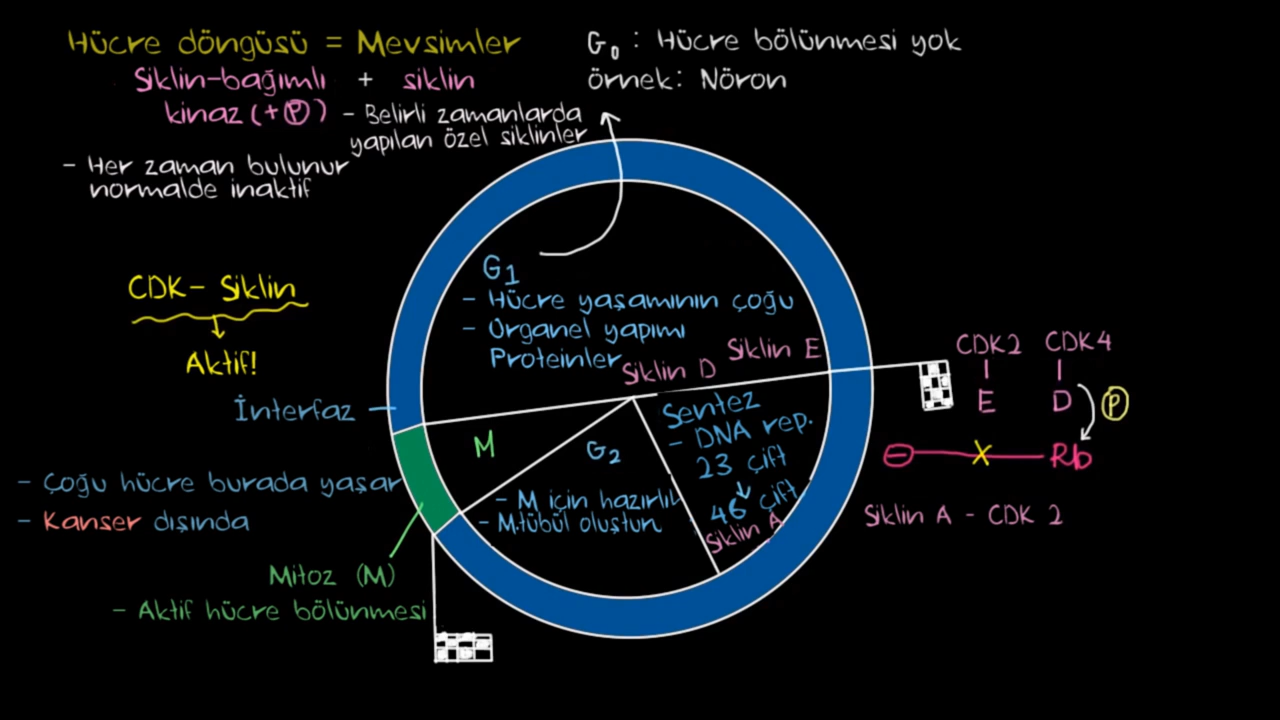 Hücre döngüsü = Mevsimler
Siklin-bağımlı + siklin
kinaz (+P)
- Belirli zamanlarda
yapılan özel siklinler
- Her zaman bulunur
normalde inaktif
G0 : Hücre bölünmesi yok
örnek: Nöron
CDK- Siklin
Aktif!
İnterfaz
- Çoğu hücre burada yaşar
- Kanser dışında
Mitoz (M)
- Aktif hücre bölünmesi
G1
- Hücre yaşamının çoğu
- Organel yapımı
Proteinler
Siklin D
Siklin E
M
G2
- M için hazırlık
- M.tübül oluştun
Sentez
- DNA rep.
23 çift
46 çift
Siklin A
CDK2 CDK4
E D P
⊖ X Rb
Siklin A - CDK 2